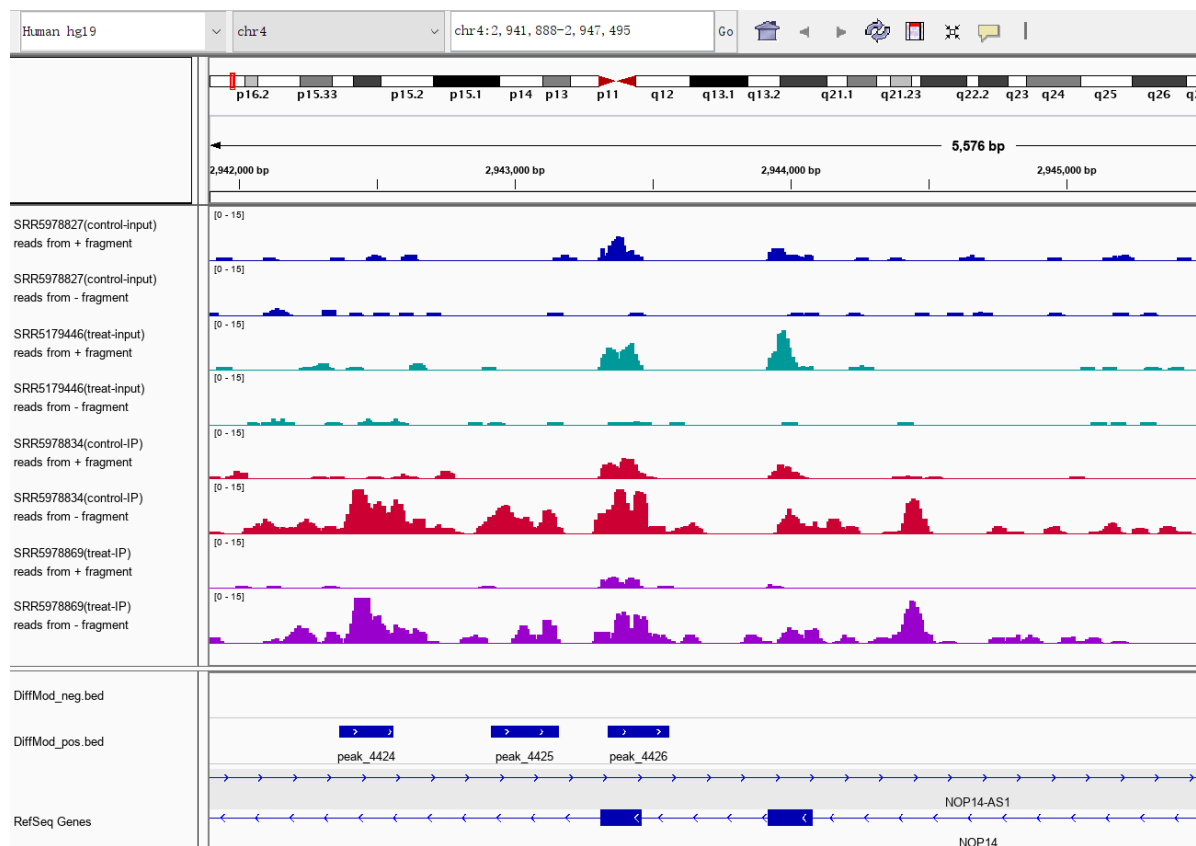 Human hg19 chr4 chr4:2,941,888-2,947,495 Go
p16.2 p15.33 p15.2 p15.1 p14 p13 p11 q12 q13.1 q13.2 q21.1 q21.23 q22.2 q23 q24 q25 q26
5,576 bp
2,942,000 bp 2,943,000 bp 2,944,000 bp 2,945,000 bp
[0 - 15]
SRR5978827(control-input)
reads from + fragment
[0 - 15]
SRR5978827(control-input)
reads from - fragment
[0 - 15]
SRR5179446(treat-input)
reads from + fragment
[0 - 15]
SRR5179446(treat-input)
reads from - fragment
[0 - 15]
SRR5978834(control-IP)
reads from + fragment
[0 - 15]
SRR5978834(control-IP)
reads from - fragment
[0 - 15]
SRR5978869(treat-IP)
reads from + fragment
[0 - 15]
SRR5978869(treat-IP)
reads from - fragment
DiffMod_neg.bed
DiffMod_pos.bed
peak_4424 peak_4425 peak_4426
NOP14-AS1
RefSeq Genes
NOP14